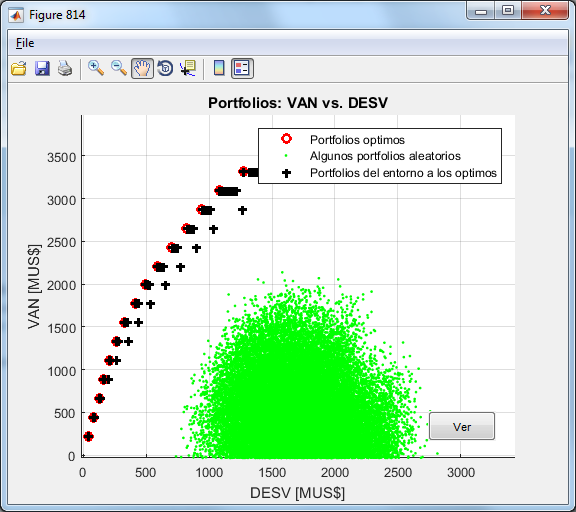 Figure 814
File
Portfolios: VAN vs. DESV
Portfolios optimos
Algunos portfolios aleatorios
Portfolios del entorno a los optimos
VAN [MUS$]
3500
3000
2500
2000
1500
1000
500
0
Ver
0
500
1000
1500
2000
2500
3000
DESV [MUS$]